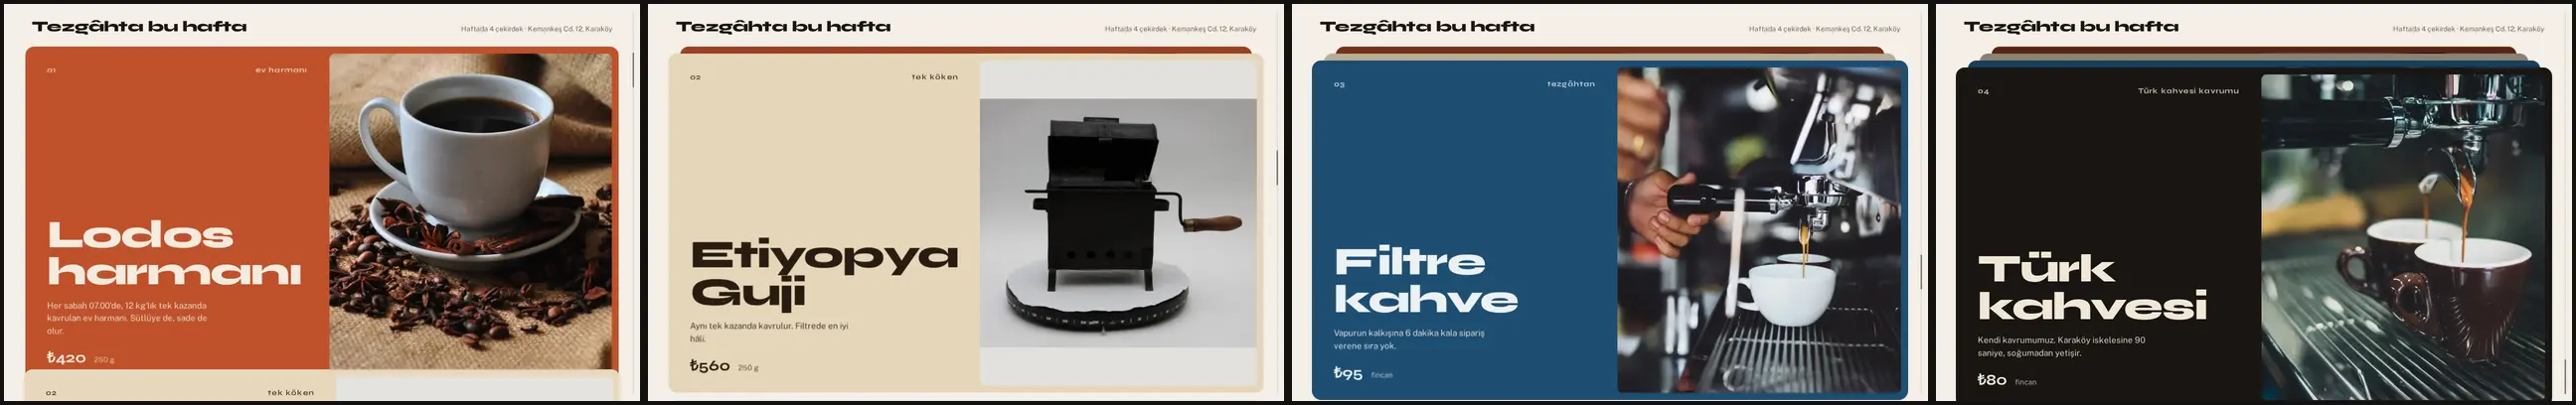 Tezgâhta bu hafta
Haftada 4 çekirdek · Kemankeş Cd. 12, Karaköy
01
ev harmanı
Lodos
harmanı
Her sabah 07.00'de, 12 kg'lık tek kazanda
kavrulan ev harmanı. Sütlüye de, sade de
olur.
₺420 250 g
02
tek köken
Tezgâhta bu hafta
Haftada 4 çekirdek · Kemankeş Cd. 12, Karaköy
02
tek köken
Etiyopya
Guji
Aynı tek kazanda kavrulur. Filtrede en iyi
hâli.
₺560 250 g
Tezgâhta bu hafta
Haftada 4 çekirdek · Kemankeş Cd. 12, Karaköy
03
tezgâhtan
Filtre
kahve
Vapurun kalkışına 6 dakika kala sipariş
verene sıra yok.
₺95 fincan
Tezgâhta bu hafta
Haftada 4 çekirdek · Kemankeş Cd. 12, Karaköy
04
Türk kahvesi kavrumu
Türk
kahvesi
Kendi kavrumumuz. Karaköy iskelesine 90
saniye, soğumadan yetişir.
₺80 fincan